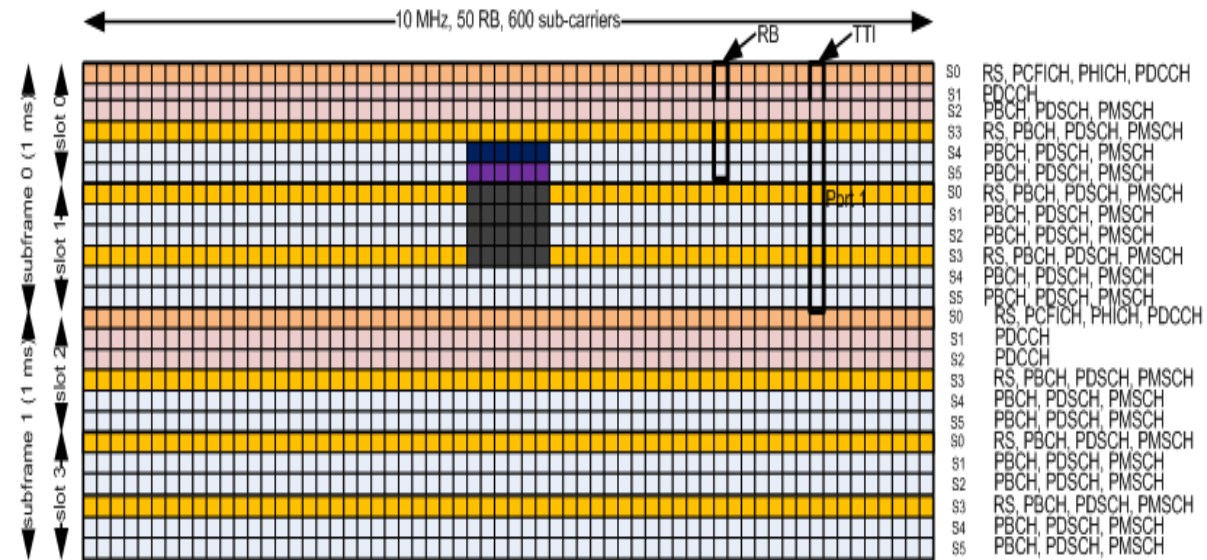 10 MHz, 50 RB, 600 sub-carriers
RB
TTI
subframe 0 (1 ms)
slot 0
slot 1
subframe 1 (1 ms)
slot 2
slot 3
Port 1
S0 RS, PCFICH, PHICH, PDCCH
S1 PDCCH
S2 PBCH, PDSCH, PMSCH
S3 RS, PBCH, PDSCH, PMSCH
S4 PBCH, PDSCH, PMSCH
S5 PBCH, PDSCH, PMSCH
S0 RS, PBCH, PDSCH, PMSCH
S1 PBCH, PDSCH, PMSCH
S2 PBCH, PDSCH, PMSCH
S3 RS, PBCH, PDSCH, PMSCH
S4 PBCH, PDSCH, PMSCH
S5 PBCH, PDSCH, PMSCH
S0 RS, PCFICH, PHICH, PDCCH
S1 PDCCH
S2 PDCCH
S3 RS, PBCH, PDSCH, PMSCH
S4 PBCH, PDSCH, PMSCH
S5 PBCH, PDSCH, PMSCH
S0 RS, PBCH, PDSCH, PMSCH
S1 PBCH, PDSCH, PMSCH
S2 PBCH, PDSCH, PMSCH
S3 RS, PBCH, PDSCH, PMSCH
S4 PBCH, PDSCH, PMSCH
S5 PBCH, PDSCH, PMSCH